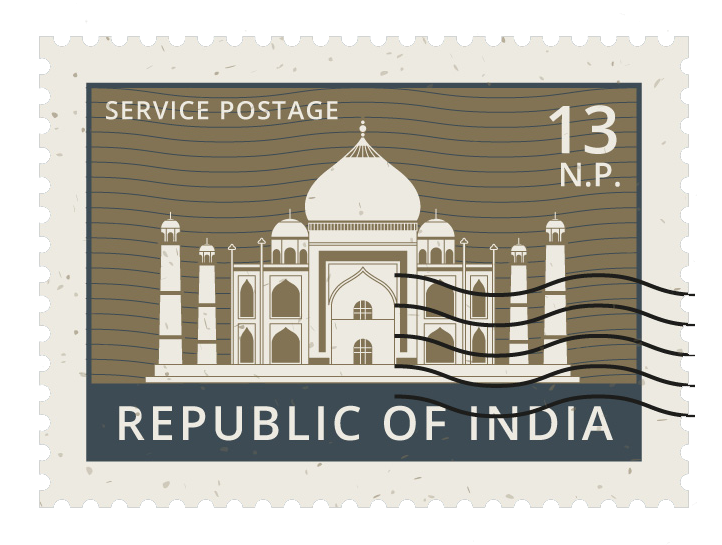 SERVICE POSTAGE
13
N.P.
REPUBLIC OF INDIA